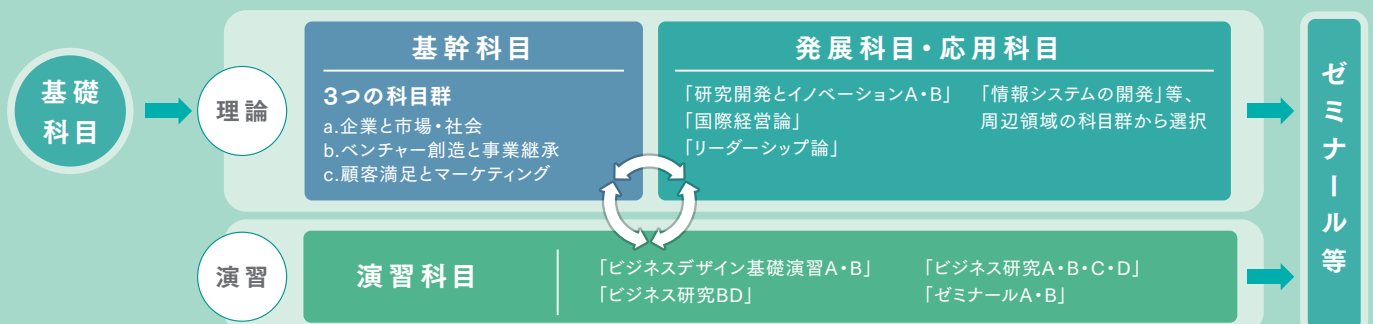 基礎
科目
理論
基幹科目
3つの科目群
a.企業と市場・社会
b.ベンチャー創造と事業継承
c.顧客満足とマーケティング
発展科目・応用科目
「研究開発とイノベーションA・B」
「国際経営論」
「リーダーシップ論」
「情報システムの開発」等、
周辺領域の科目群から選択
演習
演習科目
「ビジネスデザイン基礎演習A・B」
「ビジネス研究BD」
「ビジネス研究A・B・C・D」
「ゼミナールA・B」
ゼミナール等